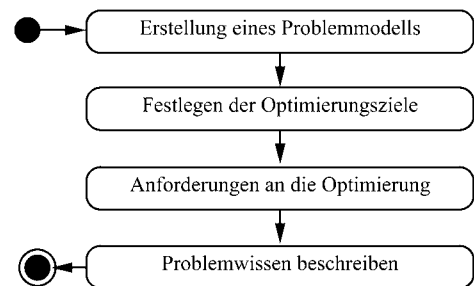 Erstellung eines Problemmodells
Festlegen der Optimierungsziele
Anforderungen an die Optimierung
Problemwissen beschreiben